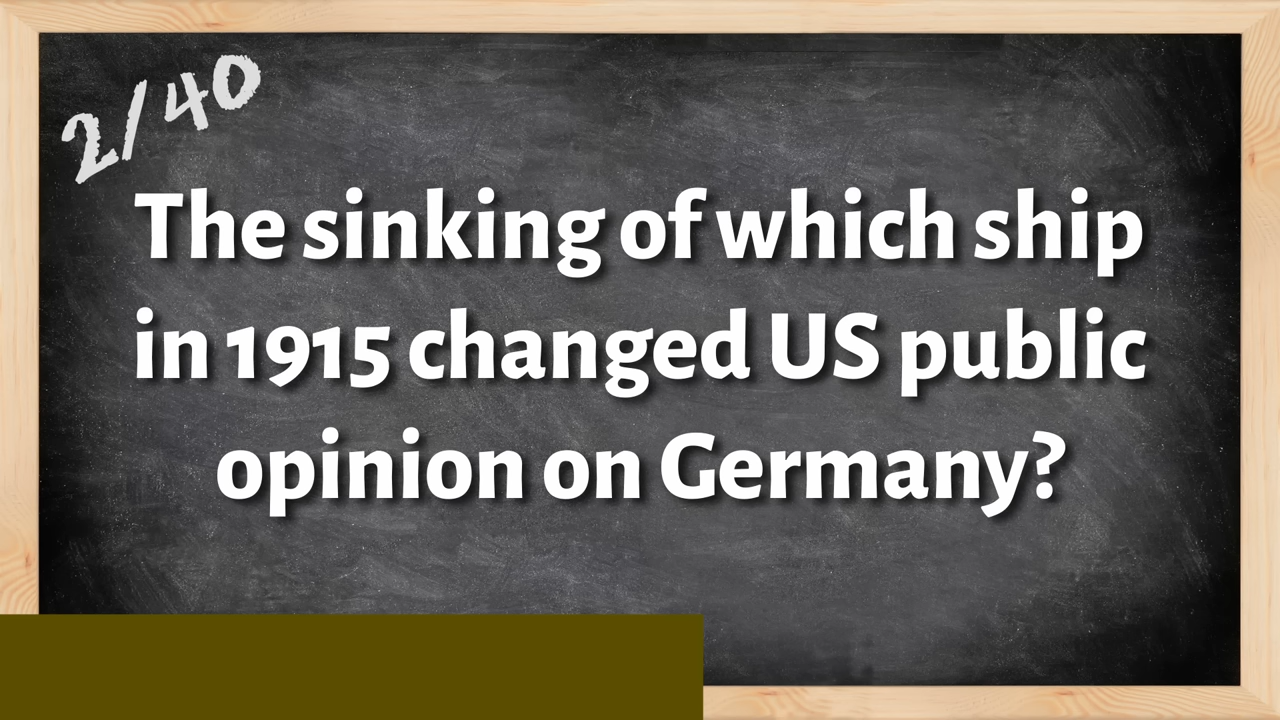 2/40
The sinking of which ship
in 1915 changed US public
opinion on Germany?